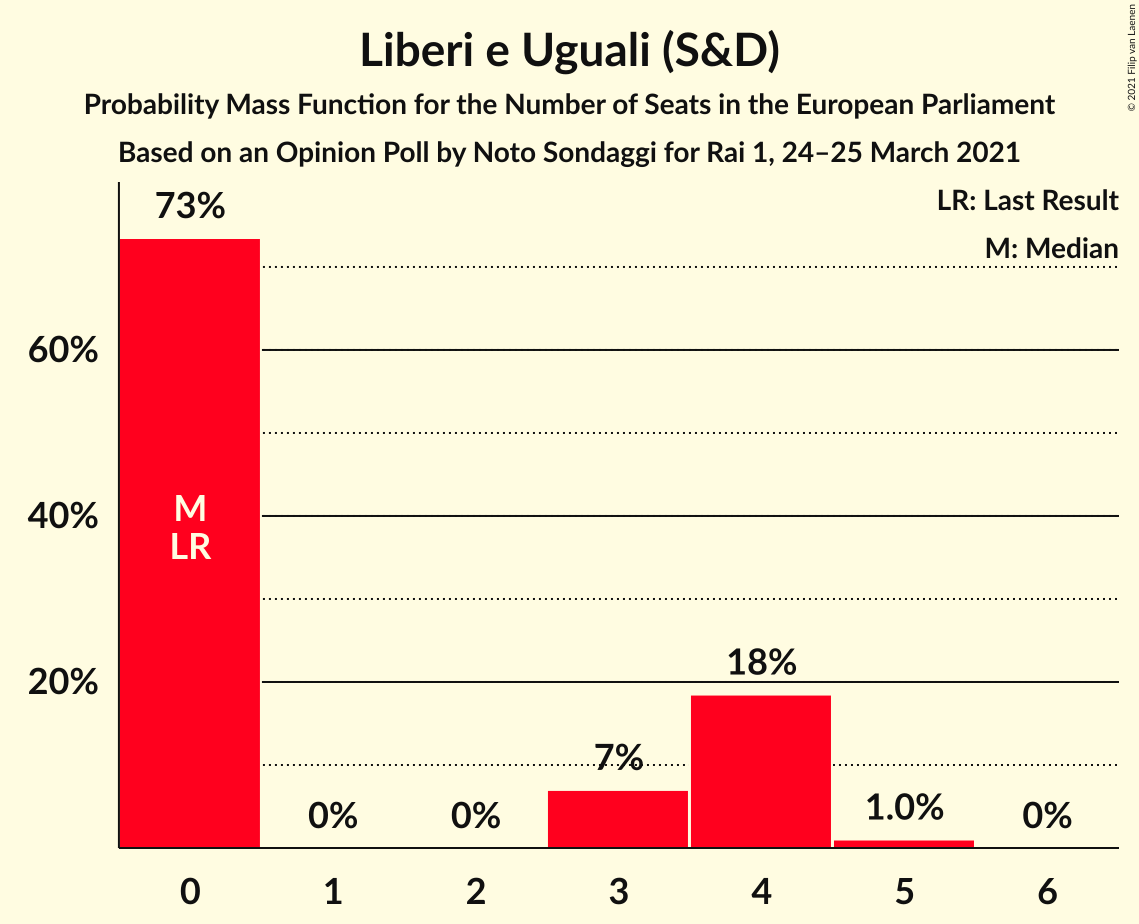 Liberi e Uguali (S&D)
Probability Mass Function for the Number of Seats in the European Parliament
Based on an Opinion Poll by Noto Sondaggi for Rai 1, 24–25 March 2021
© 2021 Filip van Laenen
LR: Last Result
M: Median
73%
60%
40%
20%
M
LR
0%
0%
7%
18%
1.0%
0%
0 1 2 3 4 5 6